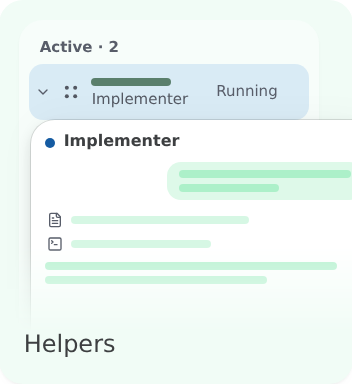 Active · 2
Implementer
Running
Implementer
Helpers